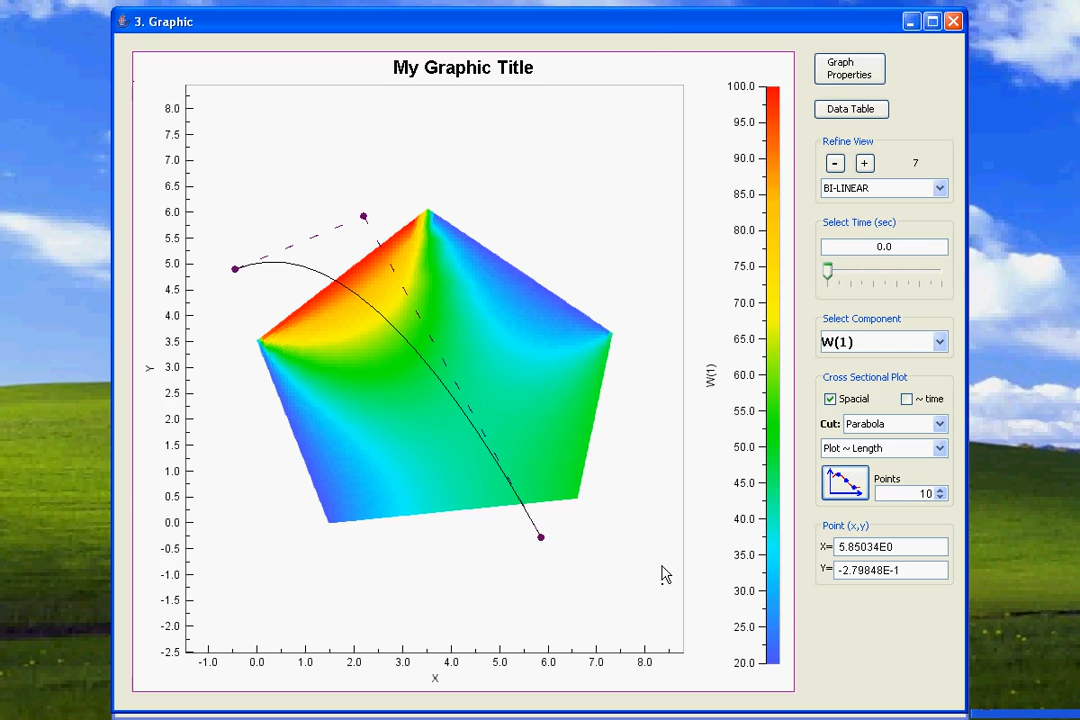 3. Graphic
My Graphic Title
8.0
7.5
7.0
6.5
6.0
5.5
5.0
4.5
4.0
3.5
3.0
2.5
2.0
1.5
1.0
0.5
0.0
-0.5
-1.0
-1.5
-2.0
-2.5
Y
-1.0 0.0 1.0 2.0 3.0 4.0 5.0 6.0 7.0 8.0
X
100.0
95.0
90.0
85.0
80.0
75.0
70.0
65.0
60.0
55.0
50.0
45.0
40.0
35.0
30.0
25.0
20.0
W(1)
Graph
Properties
Data Table
Refine View
- + 7
BI-LINEAR
Select Time (sec)
0.0
Select Component
W(1)
Cross Sectional Plot
Spacial ~ time
Cut: Parabola
Plot ~ Length
Points
10
Point (x,y)
X= 5.85034E0
Y= -2.79848E-1